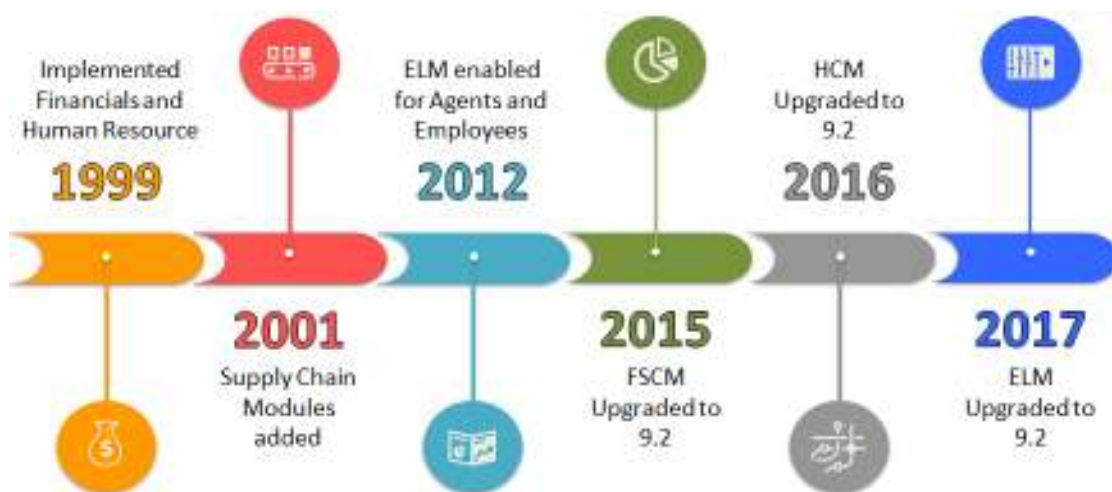 Implemented
Financials and
Human Resource
1999
2001
Supply Chain
Modules
added
ELM enabled
for Agents and
Employees
2012
2015
FSCM
Upgraded to
9.2
HCM
Upgraded to
9.2
2016
2017
ELM
Upgraded to
9.2